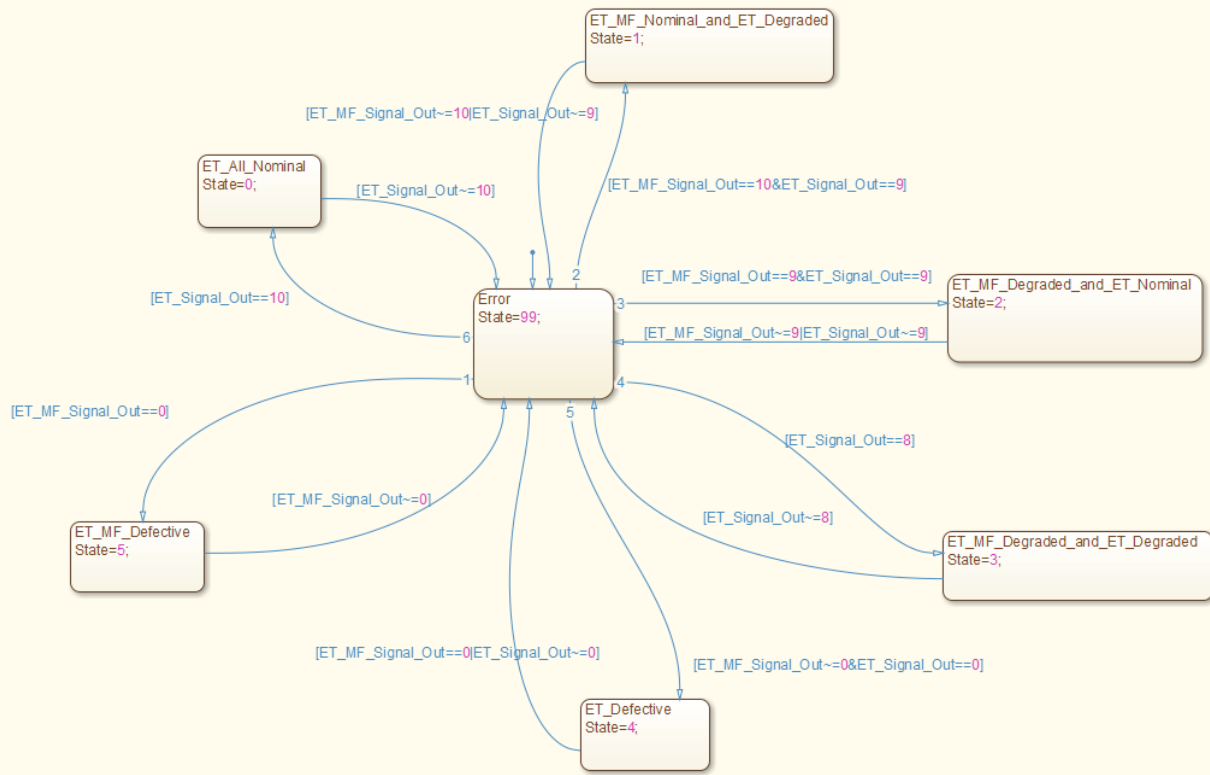 ET_MF_Nominal_and_ET_Degraded
State=1;
[ET_MF_Signal_Out~=10|ET_Signal_Out~=9]
ET_All_Nominal
State=0;
[ET_Signal_Out~=10]
[ET_MF_Signal_Out==10&ET_Signal_Out==9]
2
[ET_MF_Signal_Out==9&ET_Signal_Out==9]
ET_MF_Degraded_and_ET_Nominal
State=2;
[ET_Signal_Out==10]
Error
State=99;
3
6
[ET_MF_Signal_Out~=9|ET_Signal_Out~=9]
1
4
5
[ET_MF_Signal_Out==0]
[ET_Signal_Out==8]
[ET_MF_Signal_Out~=0]
[ET_Signal_Out~=8]
ET_MF_Defective
State=5;
ET_MF_Degraded_and_ET_Degraded
State=3;
[ET_MF_Signal_Out==0|ET_Signal_Out~=0]
[ET_MF_Signal_Out~=0&ET_Signal_Out==0]
ET_Defective
State=4;